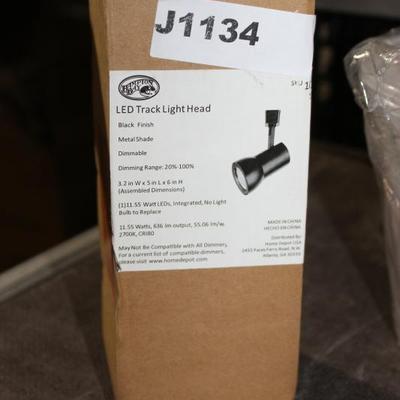 J1134
HAMPTON BAY
SKU
LED Track Light Head
Black Finish
Metal Shade
Dimmable
Dimming Range: 20%-100%
3.2 in W x 5 in L x 6 in H
(Assembled Dimensions)
(1)11.55 Watt LEDs, Integrated, No Light
Bulb to Replace
11.55 Watts, 636 lm output, 55.06 lm/w,
2700K, CRI80
May Not Be Compatible with All Dimmers,
For a current list of compatible dimmers,
please visit www.homedepot.com
MADE IN CHINA
HECHO EN CHINA
Distributed By:
Home Depot USA
2455 Paces Ferry Road, N.W.
Atlanta, GA 30339